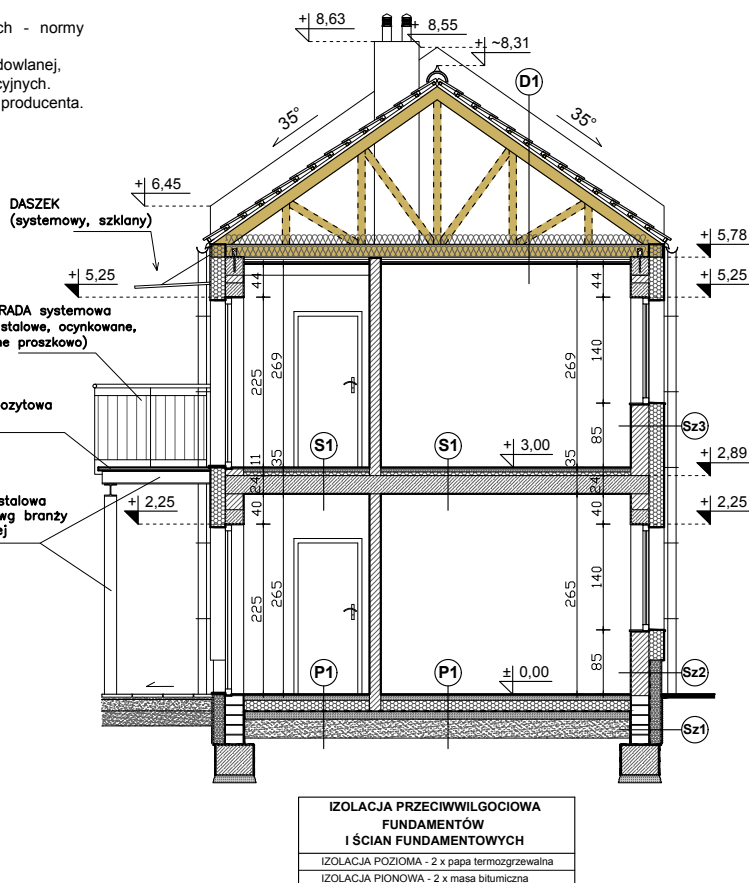 ch - normy
dowlanej,
cyjnych.
producenta.
+ 8,63
+ 8,55
+ ~8,31
D1
35°
35°
+ 6,45
DASZEK
(systemowy, szklany)
+ 5,78
+ 5,25
+ 5,25
44
44
RADA systemowa
stalowe, ocynkowane,
ne proszkowo)
225
269
269
140
ozytowa
85
Sz3
S1
S1
+ 3,00
11
35
35
+ 2,89
24
24
stalowa
wg branży
ej
+ 2,25
+ 2,25
40
40
225
265
265
140
85
P1
P1
± 0,00
Sz2
Sz1
IZOLACJA PRZECIWWILGOCIOWA
FUNDAMENTÓW
I ŚCIAN FUNDAMENTOWYCH
IZOLACJA POZIOMA - 2 x papa termozgrzewalna
IZOLACJA PIONOWA - 2 x masa bitumiczna